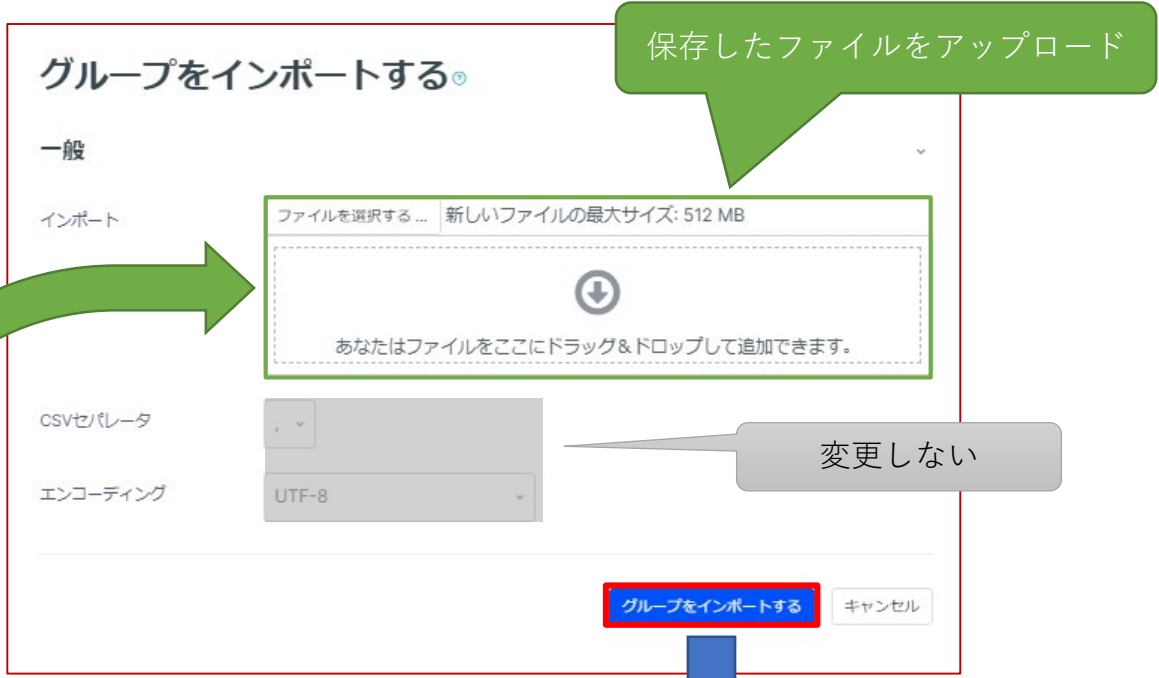 保存したファイルをアップロード
グループをインポートする
一般
インポート
ファイルを選択する ...
新しいファイルの最大サイズ: 512 MB
あなたはファイルをここにドラッグ&ドロップして追加できます。
CSVセパレータ
,
変更しない
エンコーディング
UTF-8
グループをインポートする
キャンセル